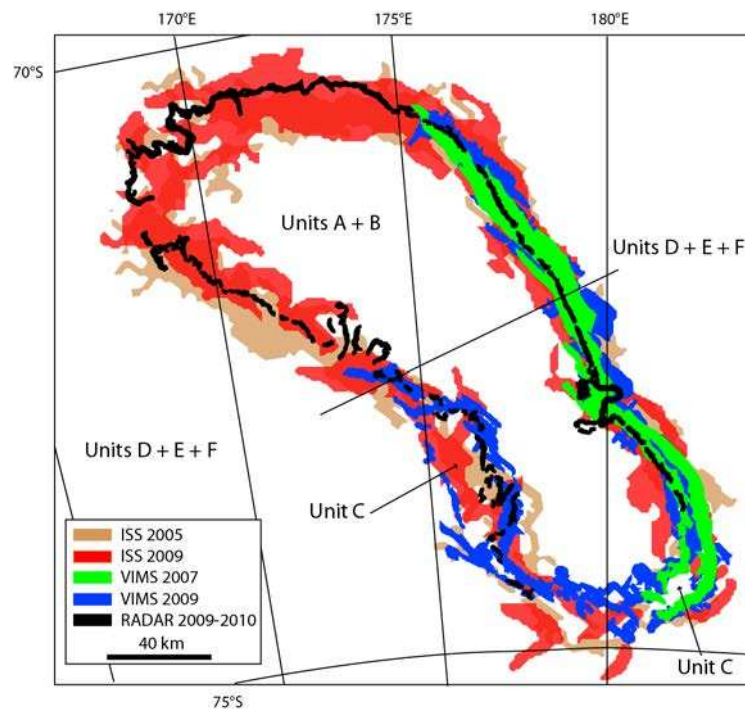 170°E
175°E
180°E
70°S
Units A + B
Units D + E + F
Units D + E + F
Unit C
ISS 2005
ISS 2009
VIMS 2007
VIMS 2009
RADAR 2009-2010
40 km
Unit C
75°S